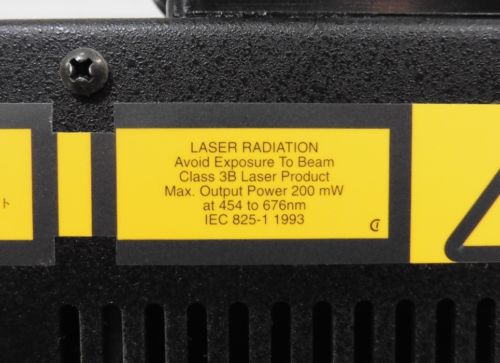 ト
LASER RADIATION
Avoid Exposure To Beam
Class 3B Laser Product
Max. Output Power 200 mW
at 454 to 676nm
IEC 825-1 1993